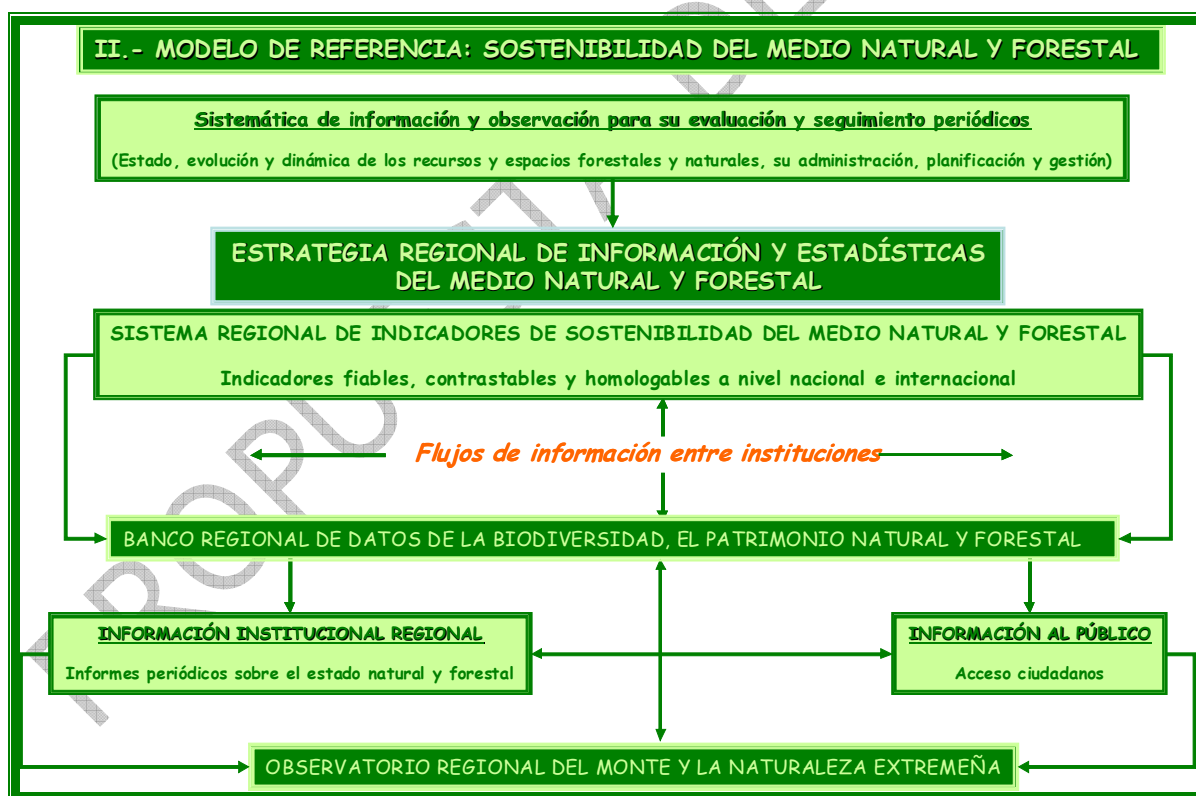 II.- MODELO DE REFERENCIA: SOSTENIBILIDAD DEL MEDIO NATURAL Y FORESTAL
Sistemática de información y observación para su evaluación y seguimiento periódicos
(Estado, evolución y dinámica de los recursos y espacios forestales y naturales, su administración, planificación y gestión)
ESTRATEGIA REGIONAL DE INFORMACIÓN Y ESTADÍSTICAS
DEL MEDIO NATURAL Y FORESTAL
SISTEMA REGIONAL DE INDICADORES DE SOSTENIBILIDAD DEL MEDIO NATURAL Y FORESTAL
Indicadores fiables, contrastables y homologables a nivel nacional e internacional
Flujos de información entre instituciones
BANCO REGIONAL DE DATOS DE LA BIODIVERSIDAD, EL PATRIMONIO NATURAL Y FORESTAL
INFORMACIÓN INSTITUCIONAL REGIONAL
Informes periódicos sobre el estado natural y forestal
INFORMACIÓN AL PÚBLICO
Acceso ciudadanos
OBSERVATORIO REGIONAL DEL MONTE Y LA NATURALEZA EXTREMEÑA